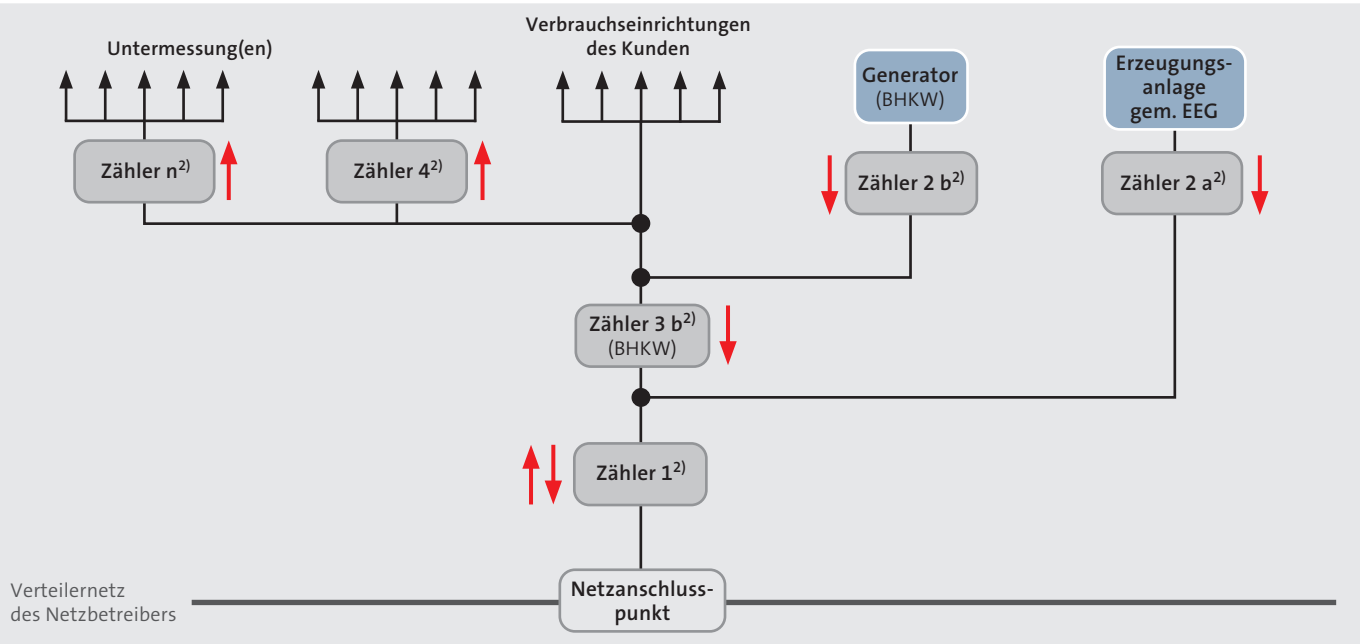 Untermessung(en)
Verbrauchseinrichtungen
des Kunden
Generator
(BHKW)
Erzeugungs-
anlage
gem. EEG
Zähler n²⁾
Zähler 4²⁾
Zähler 2 b²⁾
Zähler 2 a²⁾
Zähler 3 b²⁾
(BHKW)
Zähler 1²⁾
Verteilernetz
des Netzbetreibers
Netzanschluss-
punkt